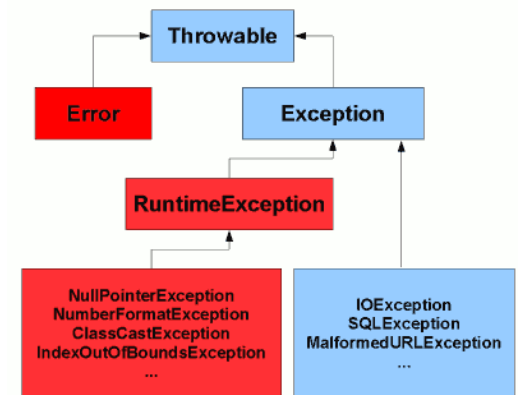 Throwable
Error
Exception
RuntimeException
NullPointerException
NumberFormatException
ClassCastException
IndexOutOfBoundsException
...
IOException
SQLException
MalformedURLException
...